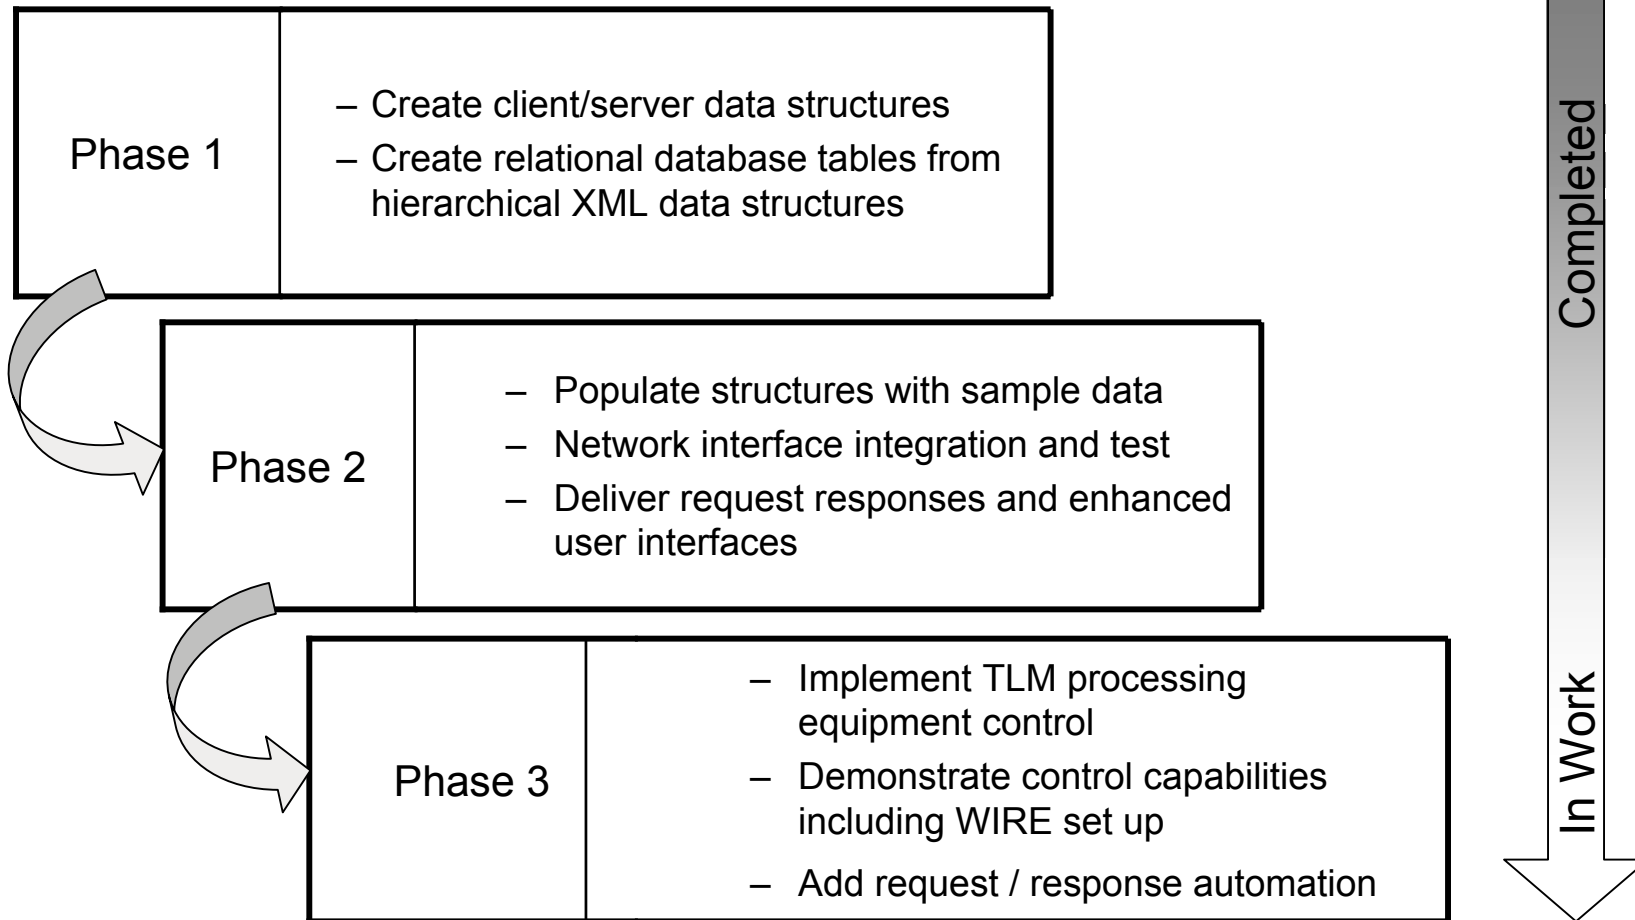 Phase 1
– Create client/server data structures
– Create relational database tables from
hierarchical XML data structures
Phase 2
– Populate structures with sample data
– Network interface integration and test
– Deliver request responses and enhanced
user interfaces
Phase 3
– Implement TLM processing
equipment control
– Demonstrate control capabilities
including WIRE set up
– Add request / response automation
Completed
In Work